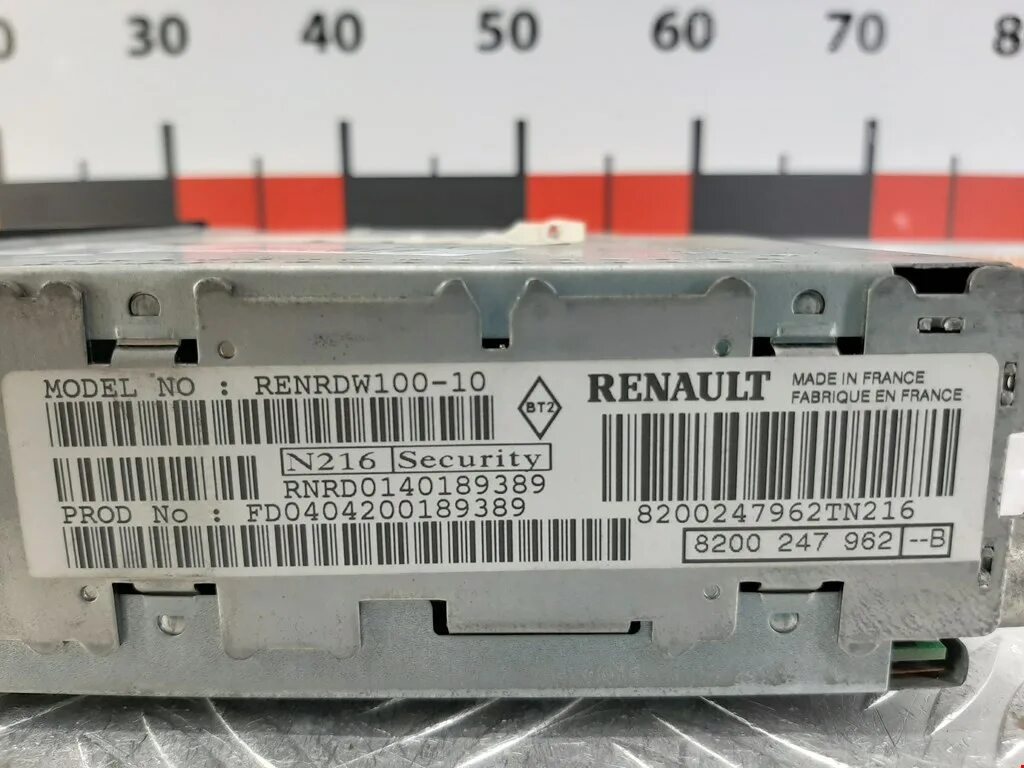 30 40 50 60 70
MODEL NO : RENRDW100-10
BT2
RENAULT
MADE IN FRANCE
FABRIQUE EN FRANCE
N216 Security
RNRD0140189389
PROD No : FD0404200189389
8200247962TN216
8200 247 962 --B